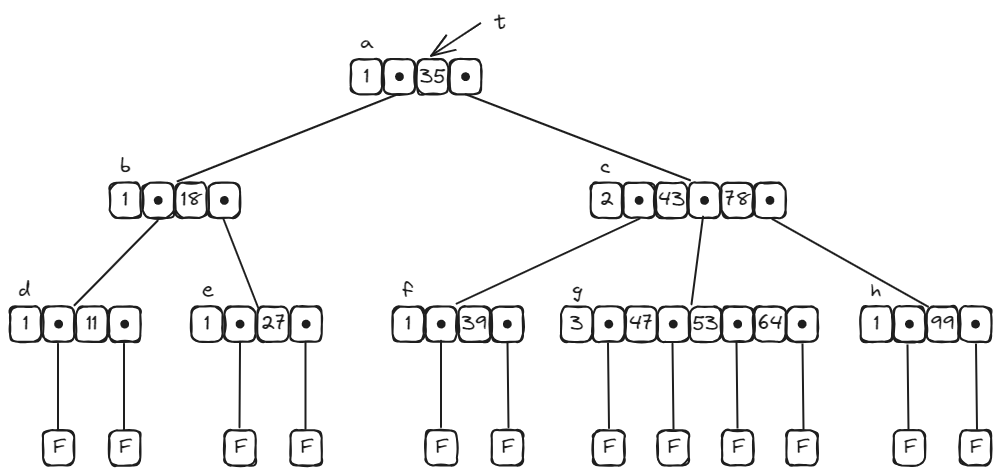 t
a
1 • 35 •
b
1 • 18 •
c
2 • 43 • 78 •
d
1 • 11 •
e
1 • 27 •
f
1 • 39 •
g
3 • 47 • 53 • 64 •
h
1 • 99 •
F F F F F F F F F F F F